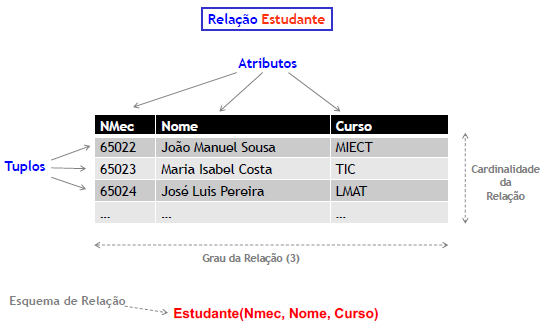 Relação Estudante
Atributos
NMec Nome Curso
65022 João Manuel Sousa MIECT
65023 Maria Isabel Costa TIC
65024 José Luis Pereira LMAT
... ... ...
Tuplos
Cardinalidade
da
Relação
Grau da Relação (3)
Esquema de Relação
Estudante(Nmec, Nome, Curso)